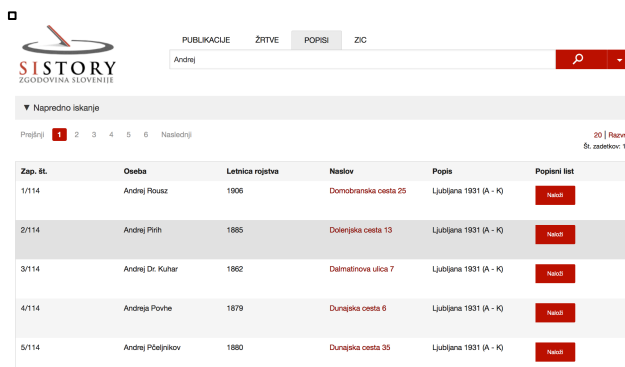 PUBLIKACIJE ŽRTVE POPISI ZIC
Andrej
SISTORY
ZGODOVINA SLOVENIJE
▼ Napredno iskanje
Prejšnji 1 2 3 4 5 6 Naslednji
20 |
Št. zadetkov:
Zap. št. Oseba Letnica rojstva Naslov Popis Popisni list
1/114 Andrej Rousz 1906 Domobranska cesta 25 Ljubljana 1931 (A - K) Naloži
2/114 Andrej Pirih 1885 Dolenjska cesta 13 Ljubljana 1931 (A - K) Naloži
3/114 Andrej Dr. Kuhar 1862 Dalmatinova ulica 7 Ljubljana 1931 (A - K) Naloži
4/114 Andreja Povhe 1879 Dunajska cesta 6 Ljubljana 1931 (A - K) Naloži
5/114 Andrej Pčeljnikov 1880 Dunajska cesta 35 Ljubljana 1931 (A - K) Naloži